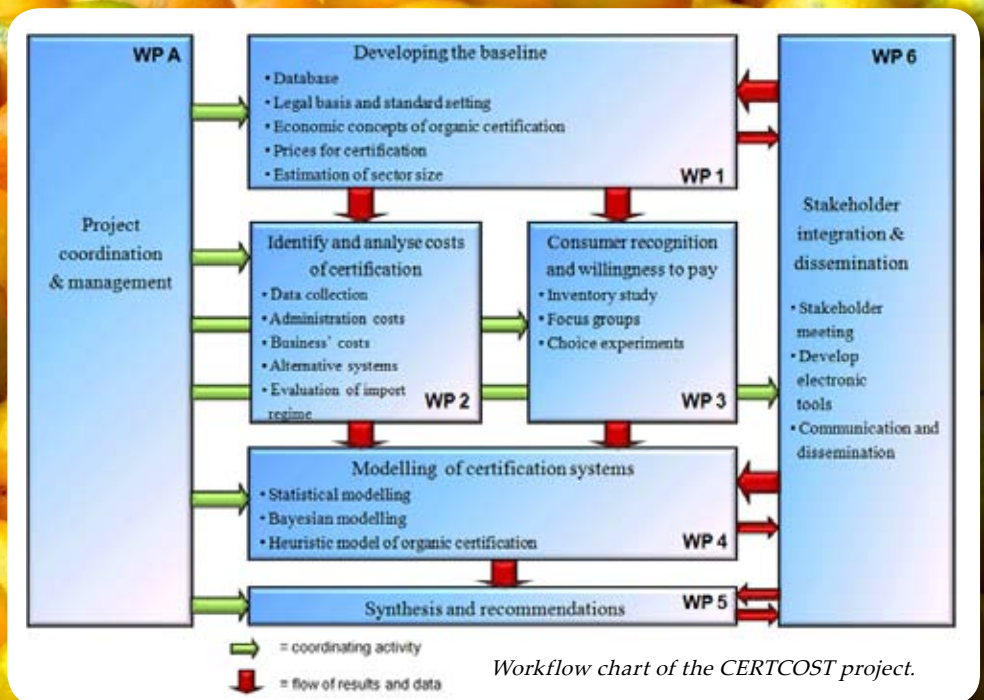 WP A
Project
coordination
& management
Developing the baseline
• Database
• Legal basis and standard setting
• Economic concepts of organic certification
• Prices for certification
• Estimation of sector size
WP 1
Identify and analyse costs
of certification
• Data collection
• Administration costs
• Business' costs
• Alternative systems
• Evaluation of import
regime
WP 2
Consumer recognition
and willingness to pay
• Inventory study
• Focus groups
• Choice experiments
WP 3
Modelling of certification systems
• Statistical modelling
• Bayesian modelling
• Heuristic model of organic certification
WP 4
Synthesis and recommendations
WP 5
WP 6
Stakeholder
integration &
dissemination
• Stakeholder
meeting
• Develop
electronic
tools
• Communication and
dissemination
= coordinating activity
= flow of results and data
Workflow chart of the CERTCOST project.